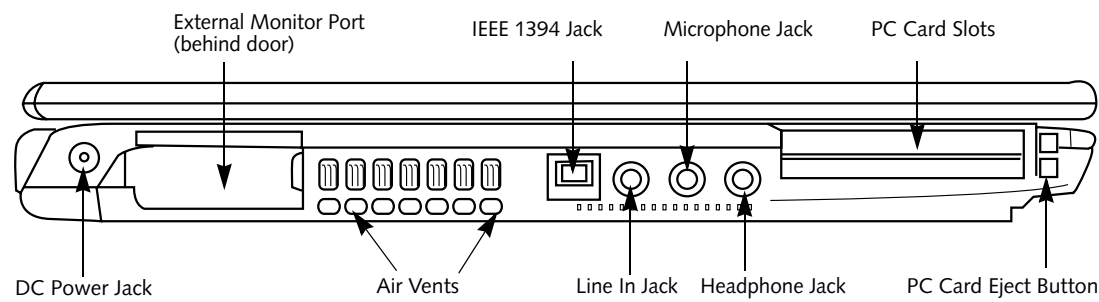 External Monitor Port
(behind door)
IEEE 1394 Jack
Microphone Jack
PC Card Slots
DC Power Jack
Air Vents
Line In Jack
Headphone Jack
PC Card Eject Button